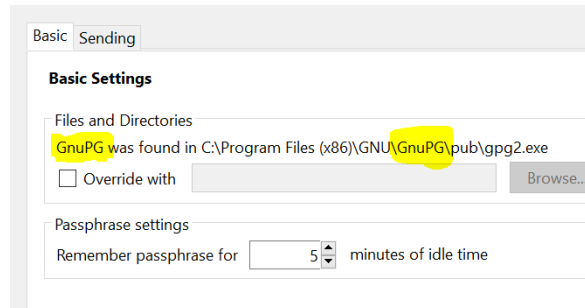 Basic Sending
Basic Settings
Files and Directories
GnuPG was found in C:\Program Files (x86)\GNU\GnuPG\pub\gpg2.exe
Override with Browse...
Passphrase settings
Remember passphrase for 5 minutes of idle time